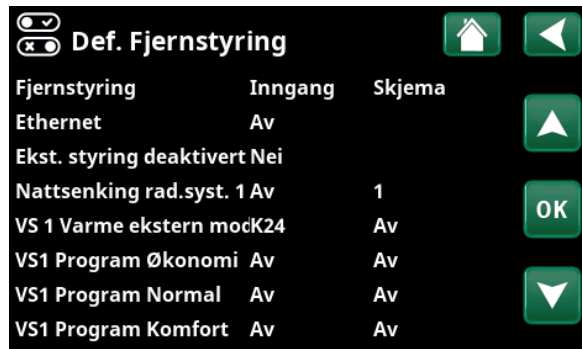 Def. Fjernstyring
Fjernstyring Inngang Skjema
Ethernet Av
Ekst. styring deaktivert Nei
Nattsenking rad.syst. 1 Av 1
OK
VS 1 Varme ekstern mod K24 Av
VS1 Program Økonomi Av Av
VS1 Program Normal Av Av
VS1 Program Komfort Av Av